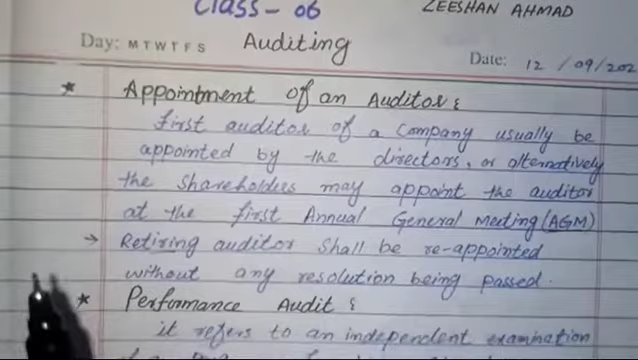 Class-06
ZEESHAN AHMAD
Day: M T W T F S Auditing
Date: 12/09/202
* Appointment of an Auditor:
First auditor of a company usually be
appointed by the directors, or alternatively
the shareholders may appoint the auditor
at the first Annual General Meeting (AGM)
→ Retiring auditor shall be re-appointed
without any resolution being passed.
* Performance Audit:
it refers to an independent examination